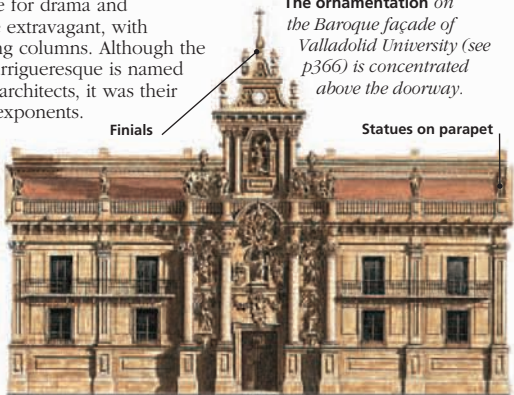 e for drama and
e extravagant, with
ng columns. Although the
rrigueresque is named
architects, it was their
exponents.
The ornamentation on
the Baroque façade of
Valladolid University (see
p366) is concentrated
above the doorway.
Finials
Statues on parapet